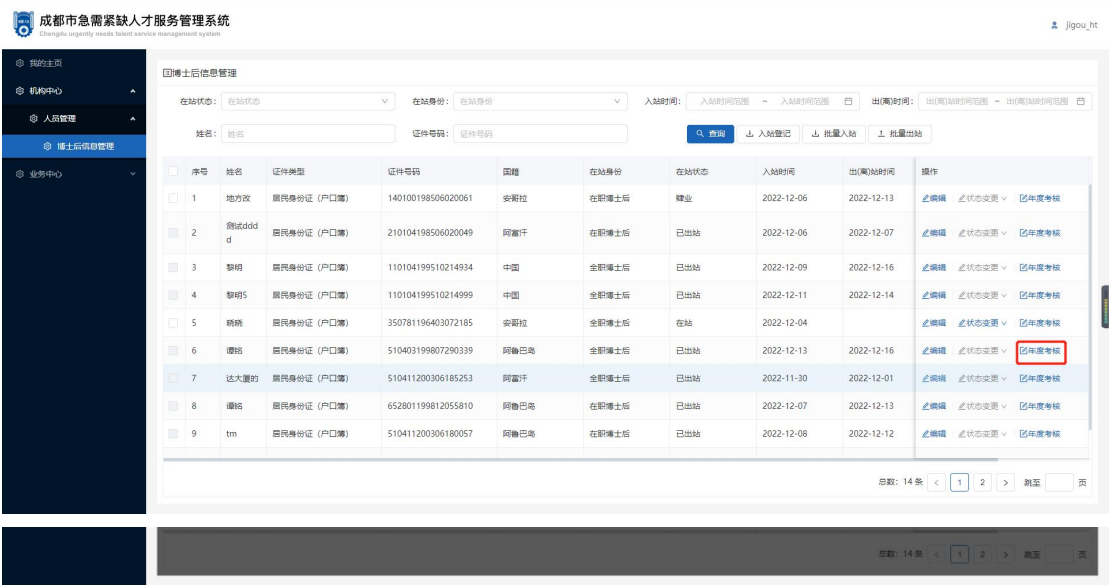 成都市急需紧缺人才服务管理系统
Chengdu urgently needs talent service management system
jigou_ht
我的主页
机构中心
人员管理
博士后信息管理
业务中心
博士后信息管理
在站状态： 在站状态 在站身份： 在站身份 入站时间： 入站时间范围 ~ 入站时间范围 出(离)时间： 出(离)站时间范围 ~ 出(离)站时间范围
姓名： 姓名 证件号码： 证件号码 查询 入站登记 批量入站 批量出站
序号 姓名 证件类型 证件号码 国籍 在站身份 在站状态 入站时间 出(离)站时间 操作
1 地方改 居民身份证（户口簿） 140100198506020061 安哥拉 在职博士后 肄业 2022-12-06 2022-12-13 编辑 状态变更 年度考核
2 测试dddd 居民身份证（户口簿） 210104198506020049 阿富汗 在职博士后 已出站 2022-12-06 2022-12-07 编辑 状态变更 年度考核
3 黎明 居民身份证（户口簿） 110104199510214934 中国 全职博士后 已出站 2022-12-09 2022-12-16 编辑 状态变更 年度考核
4 黎明5 居民身份证（户口簿） 110104199510214999 中国 全职博士后 已出站 2022-12-11 2022-12-14 编辑 状态变更 年度考核
5 晓晓 居民身份证（户口簿） 350781196403072185 安哥拉 全职博士后 在站 2022-12-04 编辑 状态变更 年度考核
6 谭铭 居民身份证（户口簿） 510403199807290339 阿鲁巴岛 全职博士后 已出站 2022-12-13 2022-12-16 编辑 状态变更 年度考核
7 达大厦的 居民身份证（户口簿） 510411200306185253 阿富汗 全职博士后 已出站 2022-11-30 2022-12-01 编辑 状态变更 年度考核
8 谭铭 居民身份证（户口簿） 652801199812055810 阿鲁巴岛 在职博士后 已出站 2022-12-07 2022-12-13 编辑 状态变更 年度考核
9 tm 居民身份证（户口簿） 510411200306180057 阿鲁巴岛 在职博士后 已出站 2022-12-08 2022-12-12 编辑 状态变更 年度考核
总数：14 条 < 1 2 > 跳至 页
总数：14 条 < 1 2 > 跳至 页